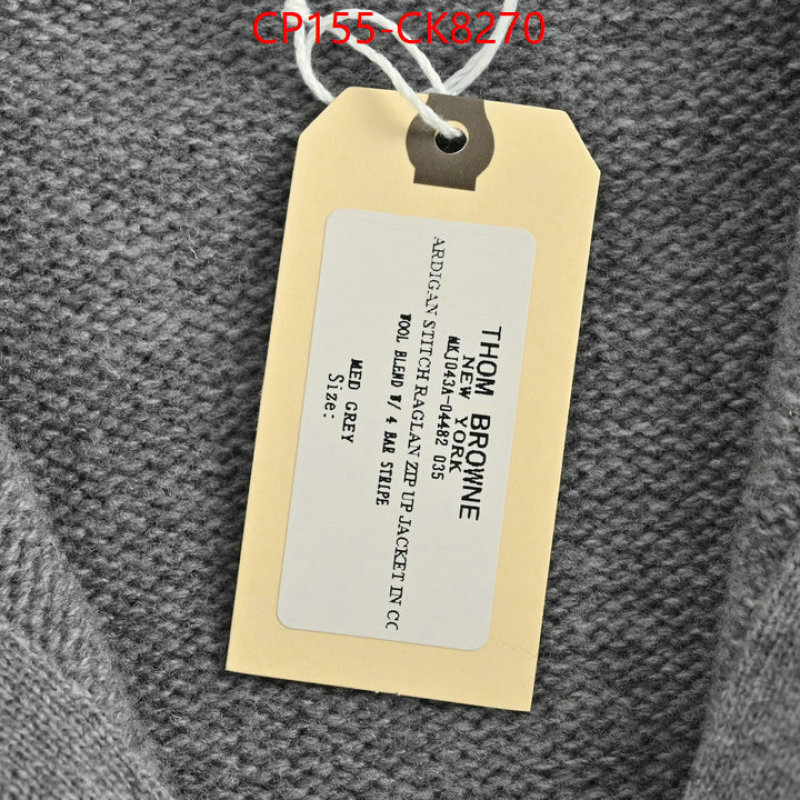 CP155-CK8270
THOM BROWNE
NEW YORK
MKJ043A-04482 035
ARDIGAN STITCH RAGLAN ZIP UP JACKET IN CC
WOOL BLEND W/ 4 BAR STRIPE
MED GREY
Size: